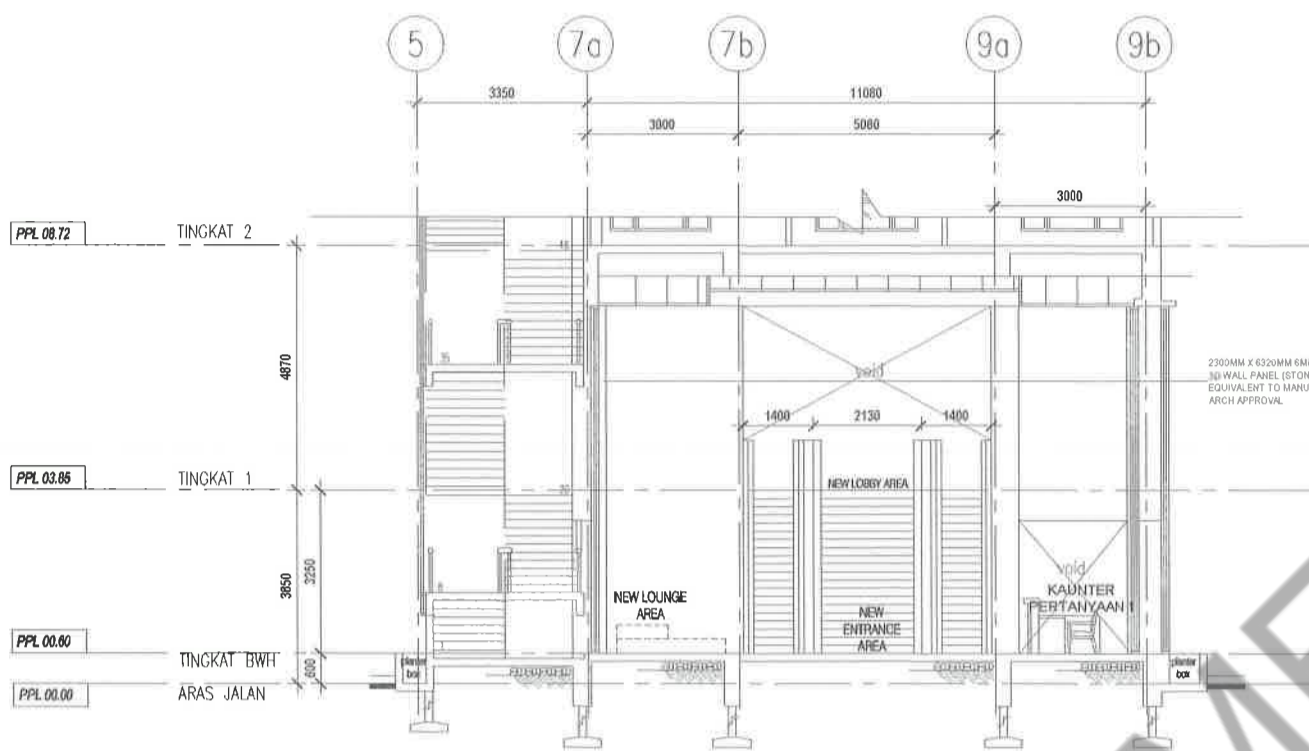 5 7a 7b 9a 9b
3350 11080
3000 5080
3000
PPL 08.72 TINGKAT 2
4870
void
2300MM X 6320MM
WALL PANEL
EQUIVALENT TO
ARCH APPROVAL
1400 2130 1400
PPL 03.85 TINGKAT 1
NEW LOBBY AREA
3850
3250
void
NEW LOUNGE
AREA
KAUNTER
PERTANYAAN 1
NEW
ENTRANCE
AREA
PPL 00.60
TINGKAT BWH
600
planter
box
planter
box
PPL 00.00 ARAS JALAN